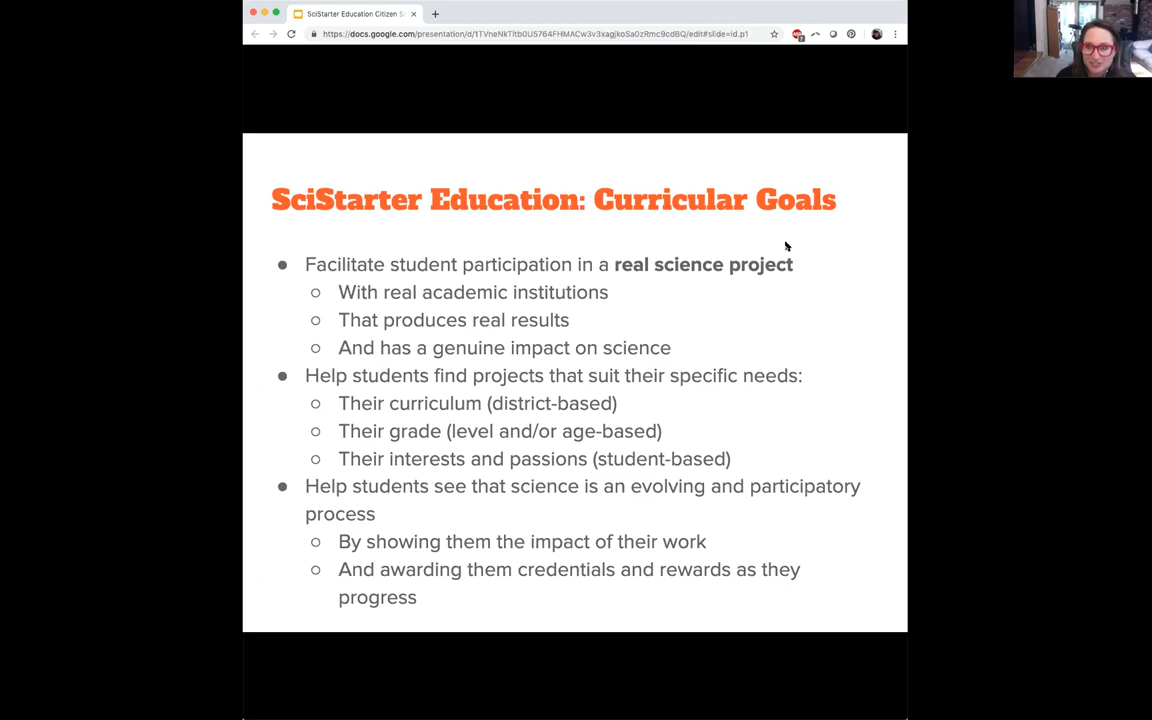 SciStarter Education Citizen Sc
https://docs.google.com/presentation/d/1TVneNkTltb0U5764FHMACw3v3xagjkoSa0zRmc9cdBQ/edit#slide=id.p1
SciStarter Education: Curricular Goals
● Facilitate student participation in a real science project
○ With real academic institutions
○ That produces real results
○ And has a genuine impact on science
● Help students find projects that suit their specific needs:
○ Their curriculum (district-based)
○ Their grade (level and/or age-based)
○ Their interests and passions (student-based)
● Help students see that science is an evolving and participatory
process
○ By showing them the impact of their work
○ And awarding them credentials and rewards as they
progress